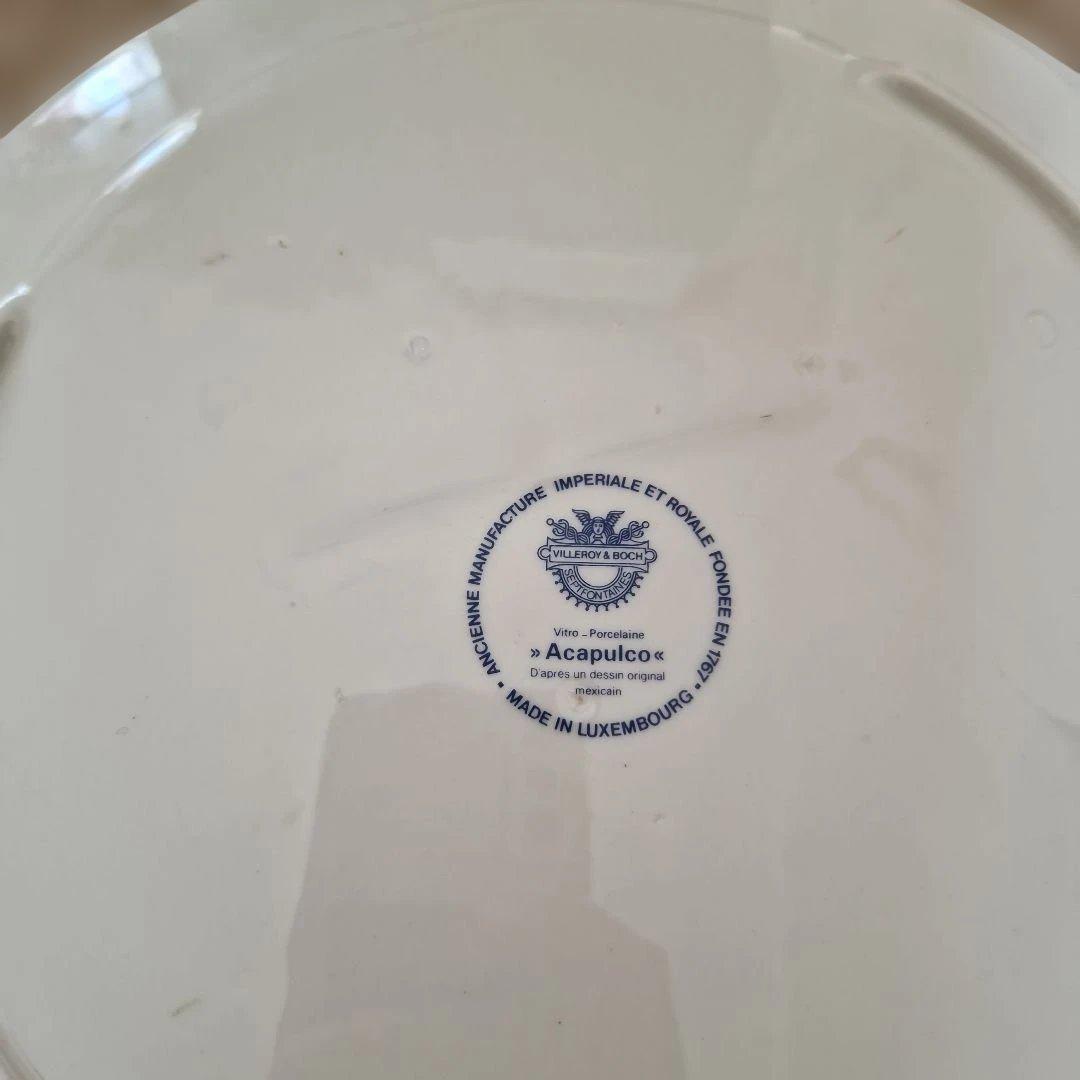 ANCIENNE MANUFACTURE IMPERIALE ET ROYALE FONDEE EN 1767 •
VILLEROY & BOCH
SEPTFONTAINES
Vitro - Porcelaine
» Acapulco «
D'après un dessin original
mexicain
• MADE IN LUXEMBOURG